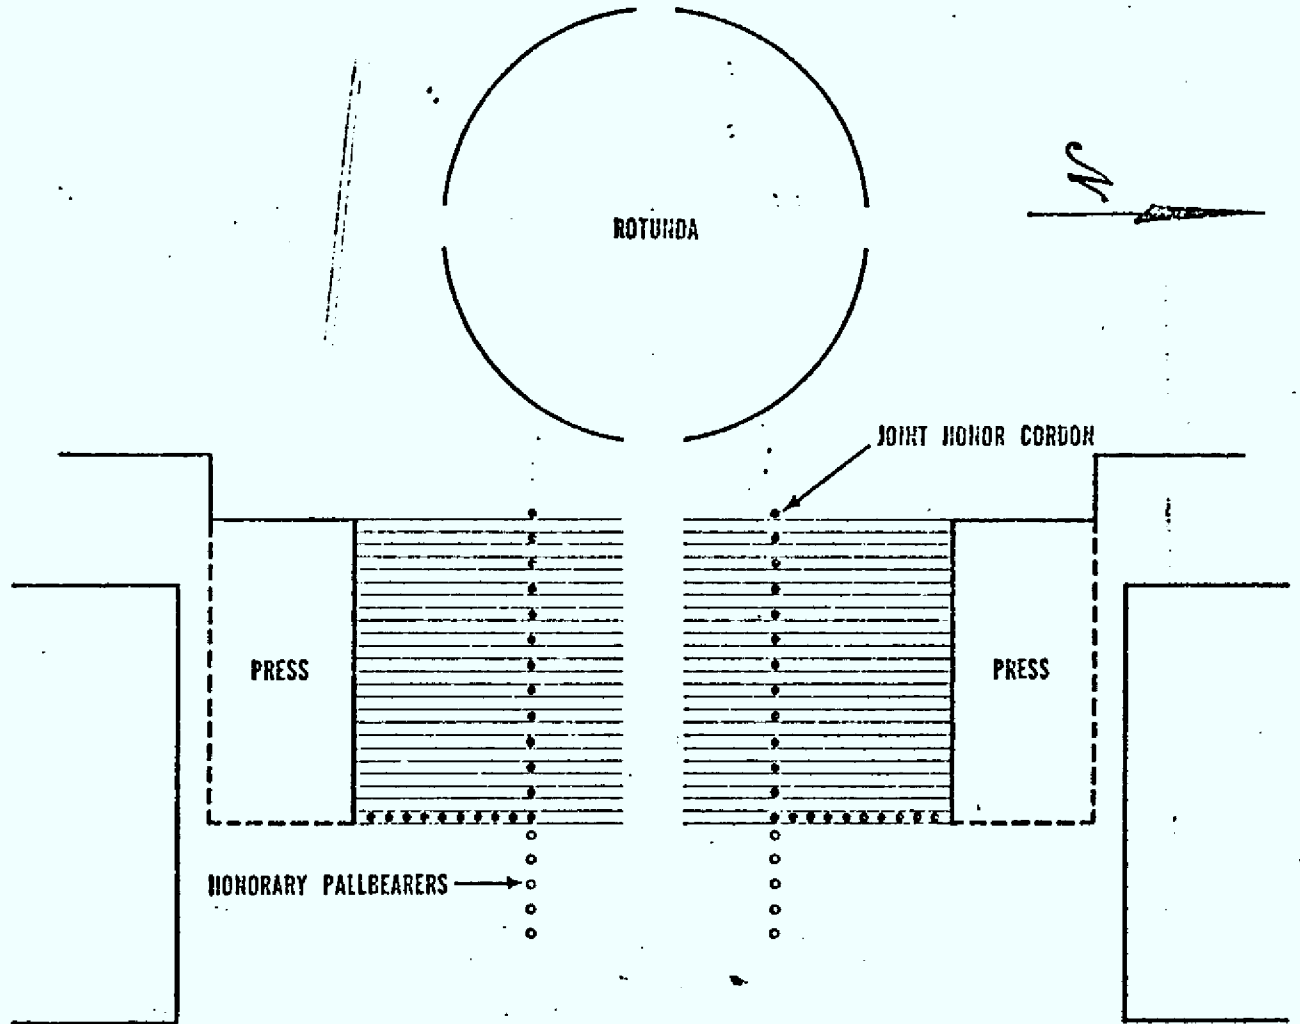 N
ROTUNDA
JOINT HONOR CORDON
PRESS
PRESS
HONORARY PALLBEARERS